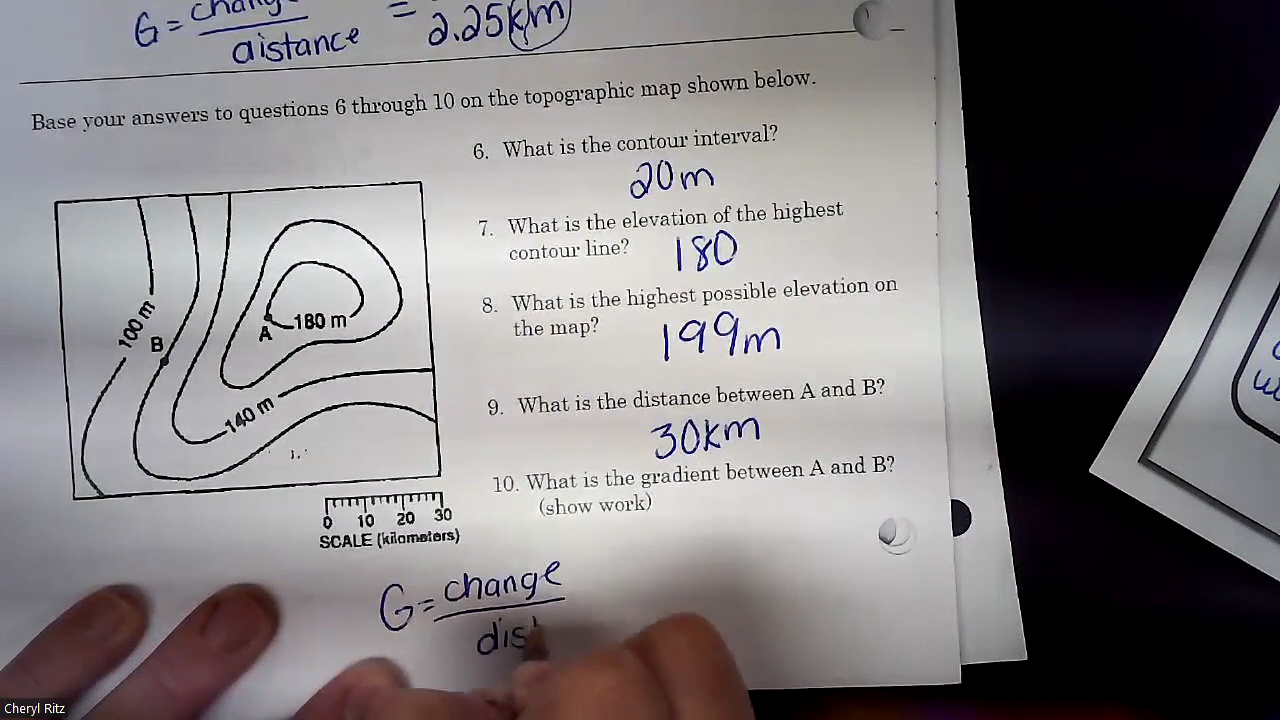 G = change = 
distance 2.25km
Base your answers to questions 6 through 10 on the topographic map shown below.
6. What is the contour interval?
20m
7. What is the elevation of the highest
contour line? 180
8. What is the highest possible elevation on
the map? 199m
9. What is the distance between A and B?
30km
10. What is the gradient between A and B?
(show work)
100 m
B
A
180 m
140 m
0 10 20 30
SCALE (kilometers)
G = change
dis
Cheryl Ritz